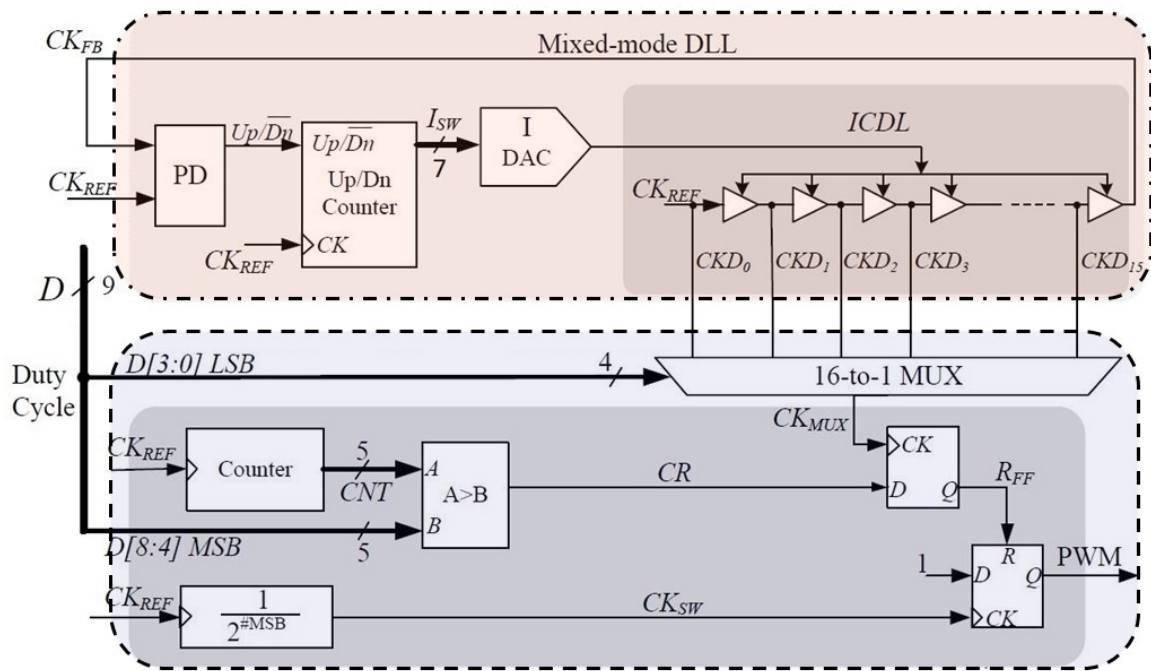 Mixed-mode DLL
CK_FB
Up/D̅n̅
I_SW
I
DAC
ICDL
PD
Up/D̅n̅
Up/Dn
Counter
7
CK_REF
CK_REF
CK
CK_REF
CKD_0
CKD_1
CKD_2
CKD_3
CKD_15
D
9
Duty
Cycle
D[3:0] LSB
4
16-to-1 MUX
CK_MUX
CK_REF
Counter
5
CNT
A
A>B
B
CR
CK
D
Q
R_FF
D[8:4] MSB
5
1
D
R
Q
PWM
CK
CK_REF
1
2^#MSB
CK_SW